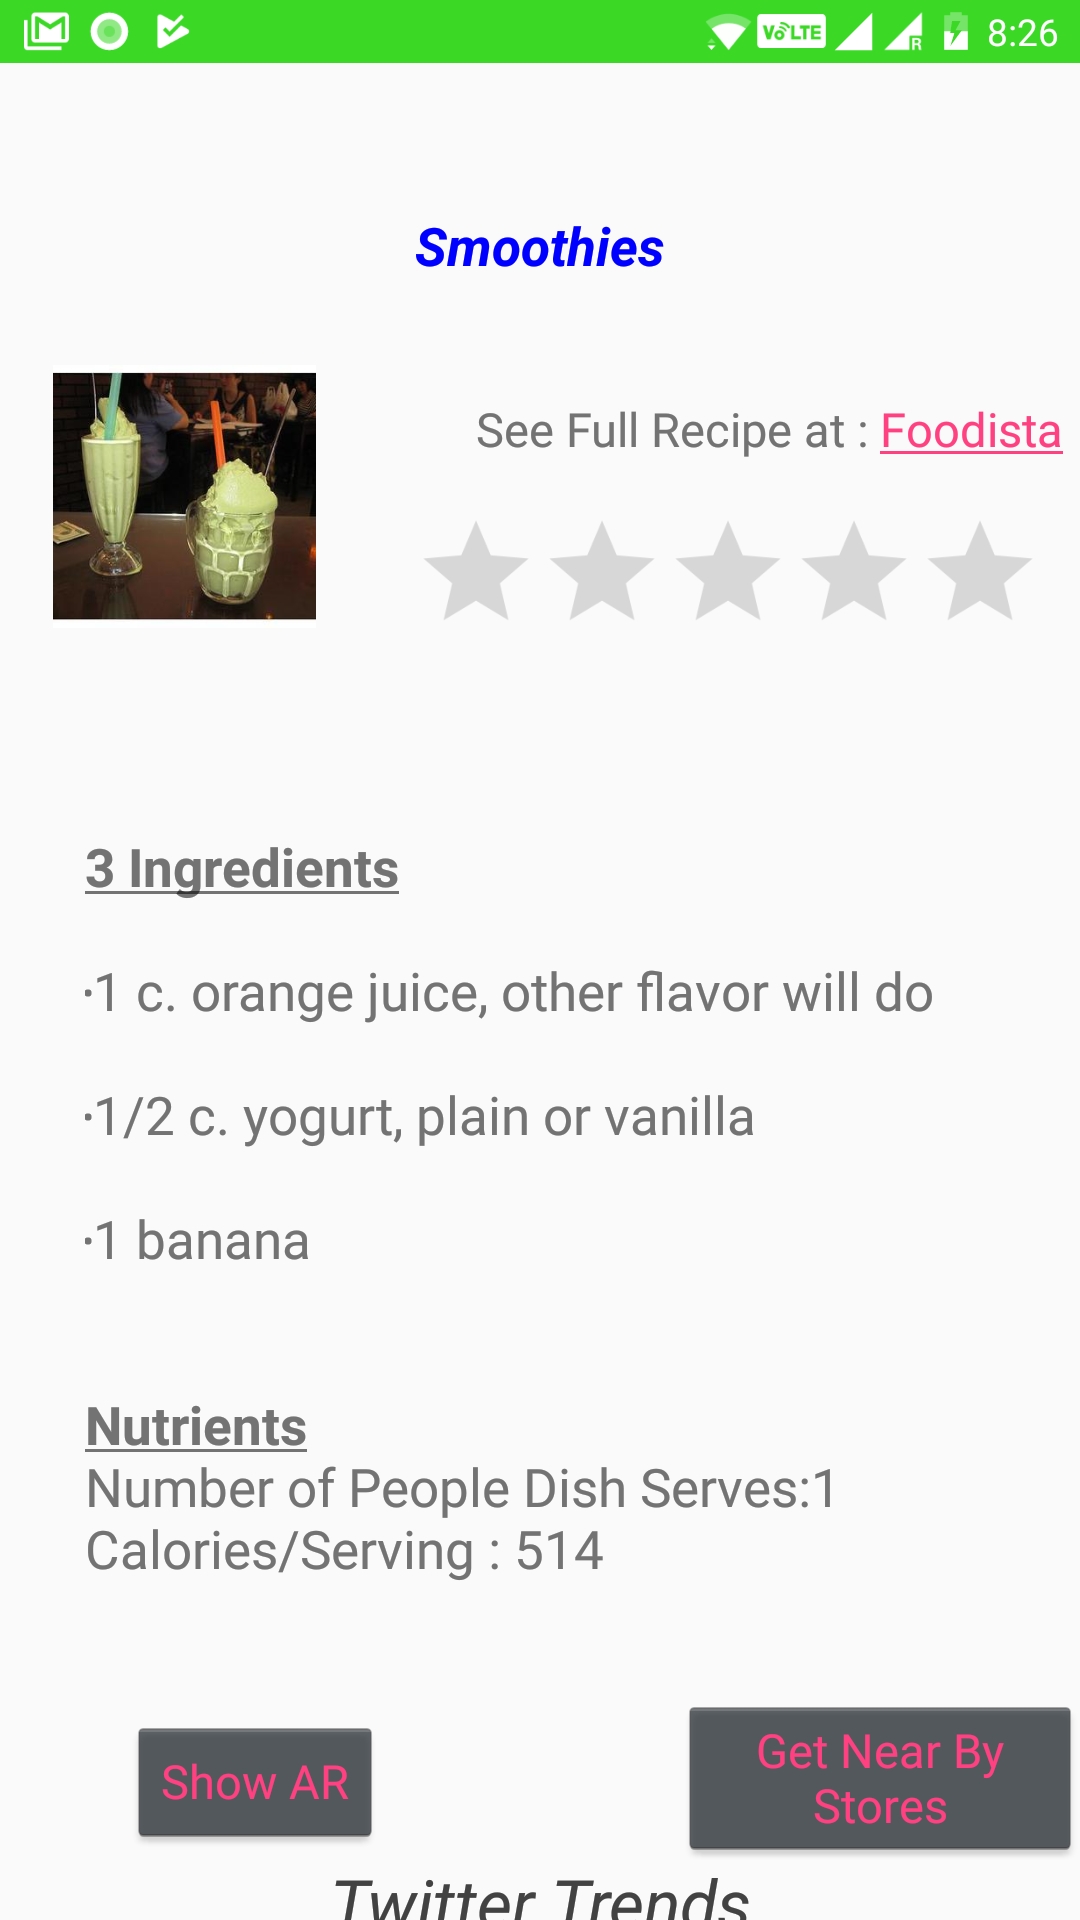 VoLTE R 8:26
Smoothies
See Full Recipe at : Foodista
3 Ingredients
·1 c. orange juice, other flavor will do
·1/2 c. yogurt, plain or vanilla
·1 banana
Nutrients
Number of People Dish Serves:1
Calories/Serving : 514
Show AR
Get Near By
Stores
Twitter Trends